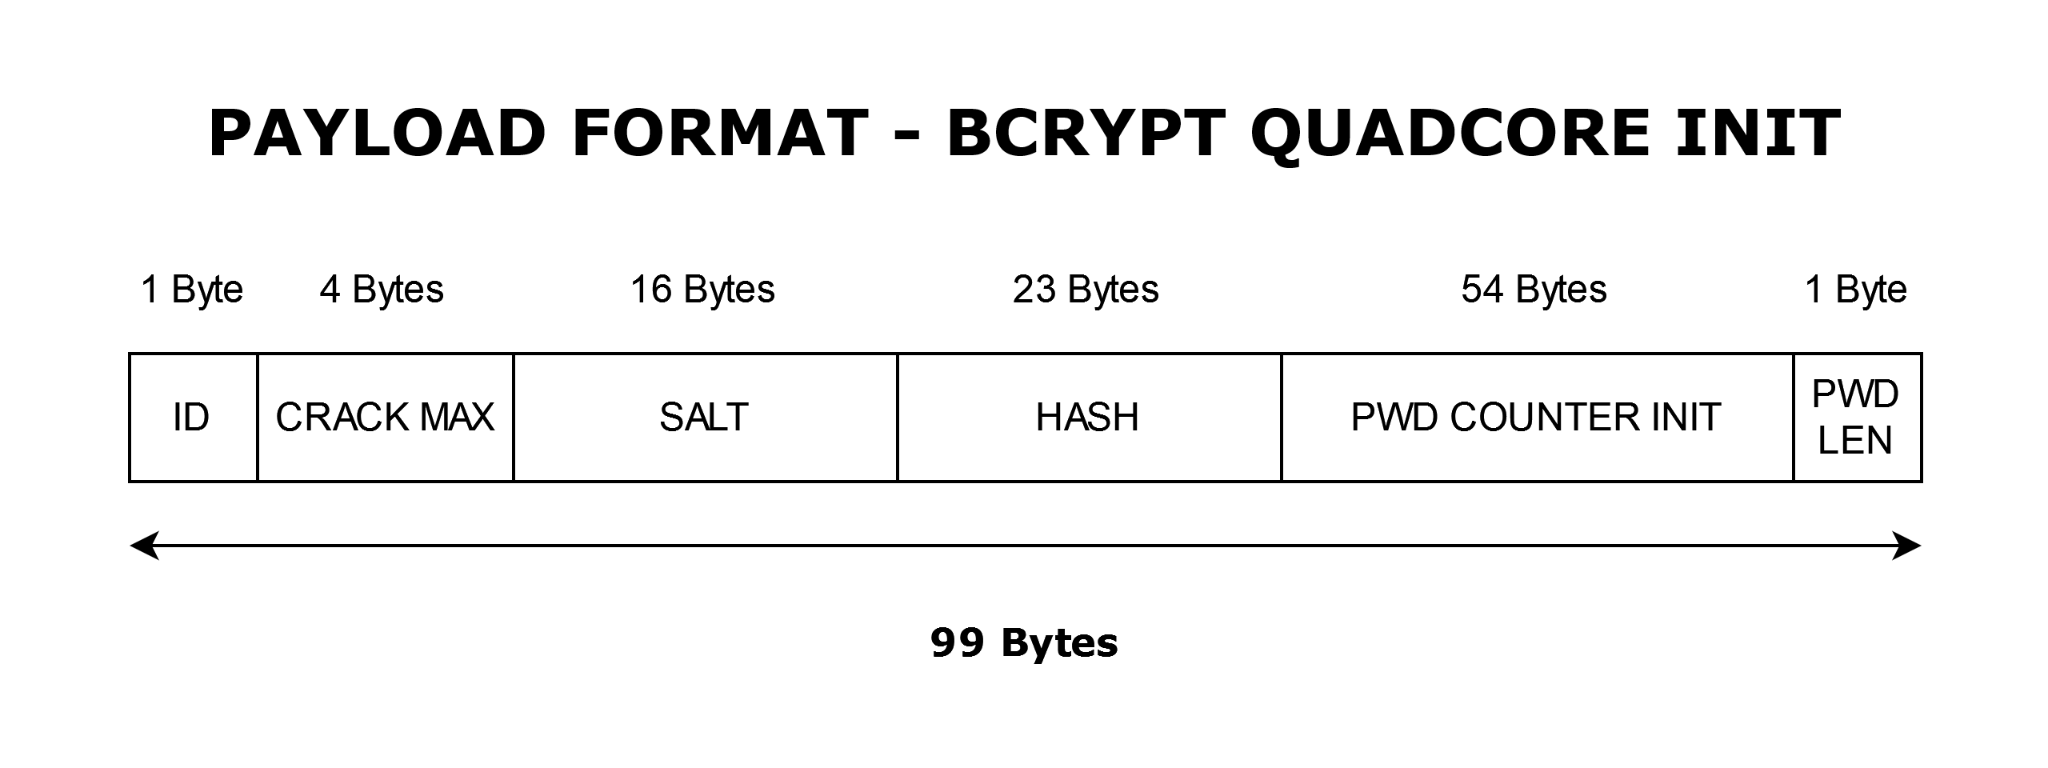 PAYLOAD FORMAT - BCRYPT QUADCORE INIT
1 Byte 4 Bytes 16 Bytes 23 Bytes 54 Bytes 1 Byte
ID CRACK MAX SALT HASH PWD COUNTER INIT PWD
LEN
99 Bytes